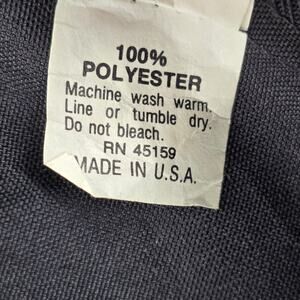 100%
POLYESTER
Machine wash warm.
Line or tumble dry.
Do not bleach.
RN 45159
MADE IN U.S.A.